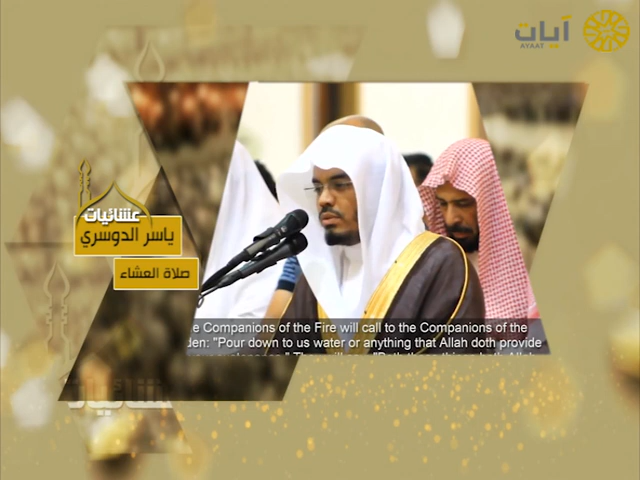 آيات
AYAAT
عشائيات
ياسر الدوسري
صلاة العشاء
e Companions of the Fire will call to the Companions of the
den: "Pour down to us water or anything that Allah doth provide
عشائيات